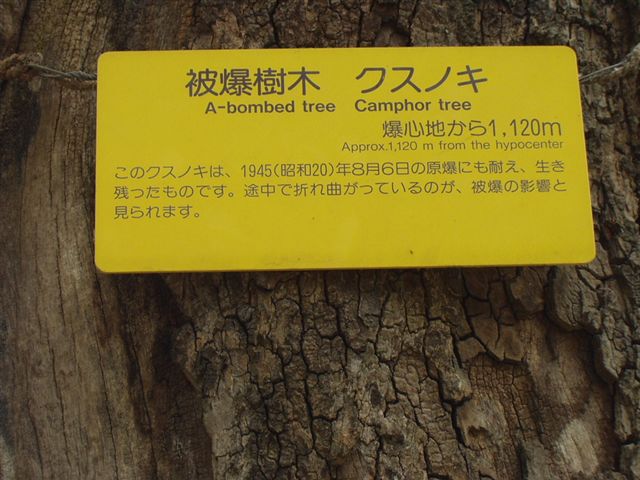 被爆樹木　クスノキ
A-bombed tree　Camphor tree
爆心地から1,120m
Approx.1,120 m from the hypocenter
このクスノキは、1945(昭和20)年8月6日の原爆にも耐え、生き
残ったものです。途中で折れ曲がっているのが、被爆の影響と
見られます。